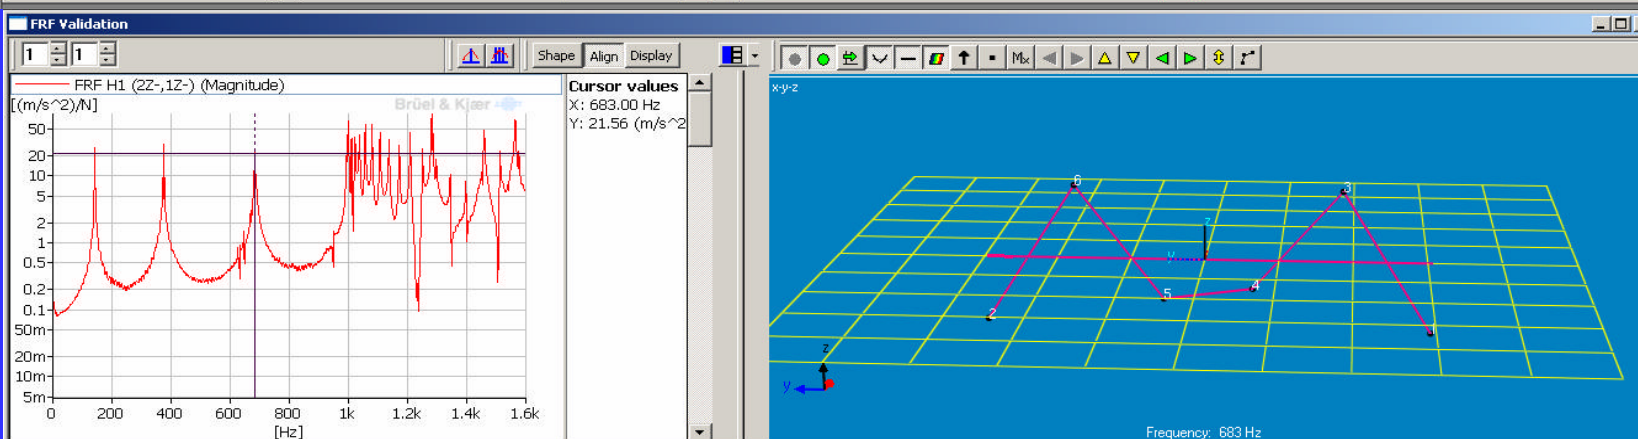 FRF Validation
1 1 Shape Align Display Mx
FRF H1 (2Z-,1Z-) (Magnitude)
[(m/s^2)/N]
Brüel & Kjær
50
20
10
5
2
1
0.5
0.2
0.1
50m
20m
10m
5m
0 200 400 600 800 1k 1.2k 1.4k 1.6k
[Hz]
Cursor values
X: 683.00 Hz
Y: 21.56 (m/s^2
x-y-z
6 3
z
y
5 4
2
z
y
Frequency: 683 Hz